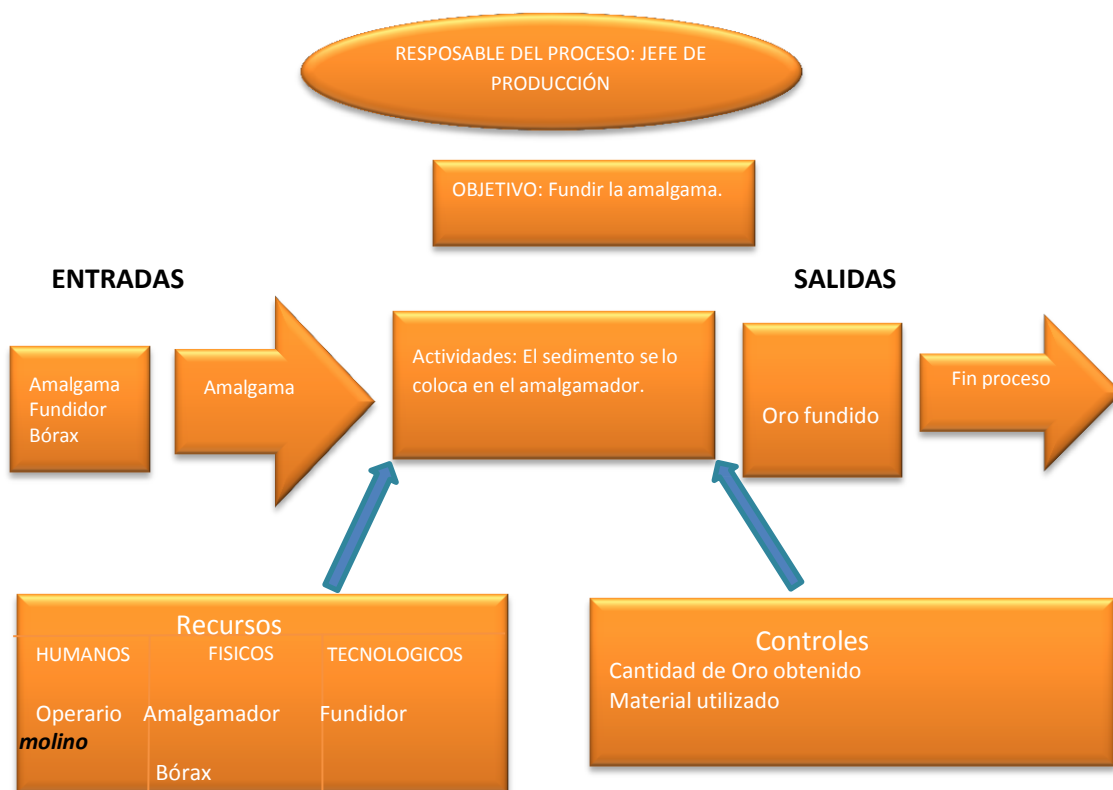 RESPOSABLE DEL PROCESO: JEFE DE
PRODUCCIÓN
OBJETIVO: Fundir la amalgama.
ENTRADAS
SALIDAS
Amalgama
Fundidor
Bórax
Amalgama
Actividades: El sedimento se lo
coloca en el amalgamador.
Oro fundido
Fin proceso
Recursos
HUMANOS FISICOS TECNOLOGICOS
Operario Amalgamador Fundidor
molino
Bórax
Controles
Cantidad de Oro obtenido
Material utilizado